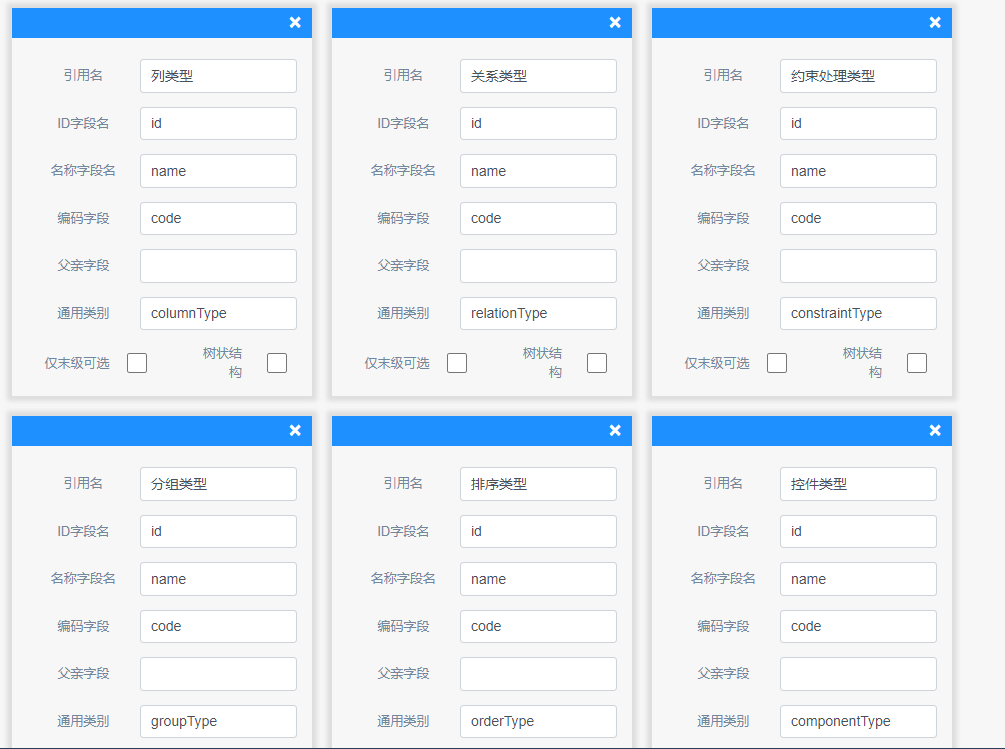 引用名 列类型
ID字段名 id
名称字段名 name
编码字段 code
父亲字段
通用类别 columnType
仅末级可选 树状结
构
引用名 关系类型
ID字段名 id
名称字段名 name
编码字段 code
父亲字段
通用类别 relationType
仅末级可选 树状结
构
引用名 约束处理类型
ID字段名 id
名称字段名 name
编码字段 code
父亲字段
通用类别 constraintType
仅末级可选 树状结
构
引用名 分组类型
ID字段名 id
名称字段名 name
编码字段 code
父亲字段
通用类别 groupType
引用名 排序类型
ID字段名 id
名称字段名 name
编码字段 code
父亲字段
通用类别 orderType
引用名 控件类型
ID字段名 id
名称字段名 name
编码字段 code
父亲字段
通用类别 componentType